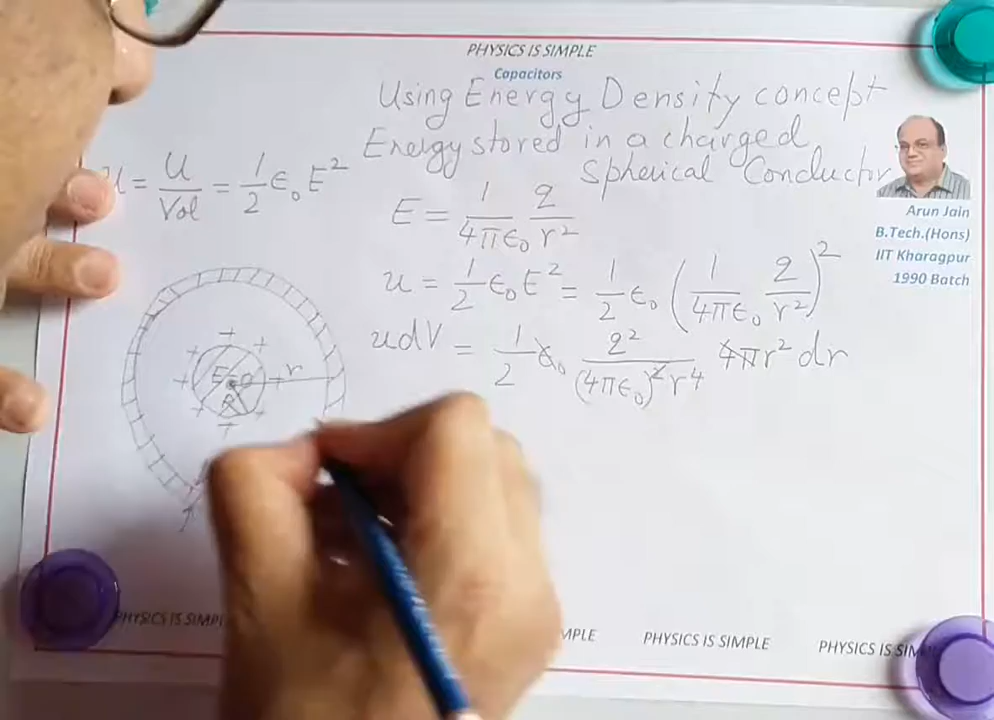 PHYSICS IS SIMPLE
Capacitors
Using Energy Density concept
Energy stored in a charged
Spherical Conductor
Arun Jain
B.Tech.(Hons)
IIT Kharagpur
1990 Batch
u = U/Vol = 1/2 ϵ₀ E²
E = 1/4πϵ₀ q/r²
u = 1/2 ϵ₀ E² = 1/2 ϵ₀ (1/4πϵ₀ q/r²)²
udV = 1/2 ϵ₀ q²/(4πϵ₀)² r⁴ 4πr² dr
+ + + + + + + +
E=0
r
R
PHYSICS IS SIMPLE PHYSICS IS SIMPLE